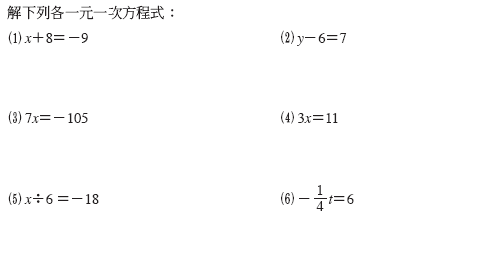 解下列各一元一次方程式：
(1) x＋8＝－9
(2) y－6＝7
(3) 7x＝－105
(4) 3x＝11
(5) x÷6＝－18
(6) －1/4 t＝6